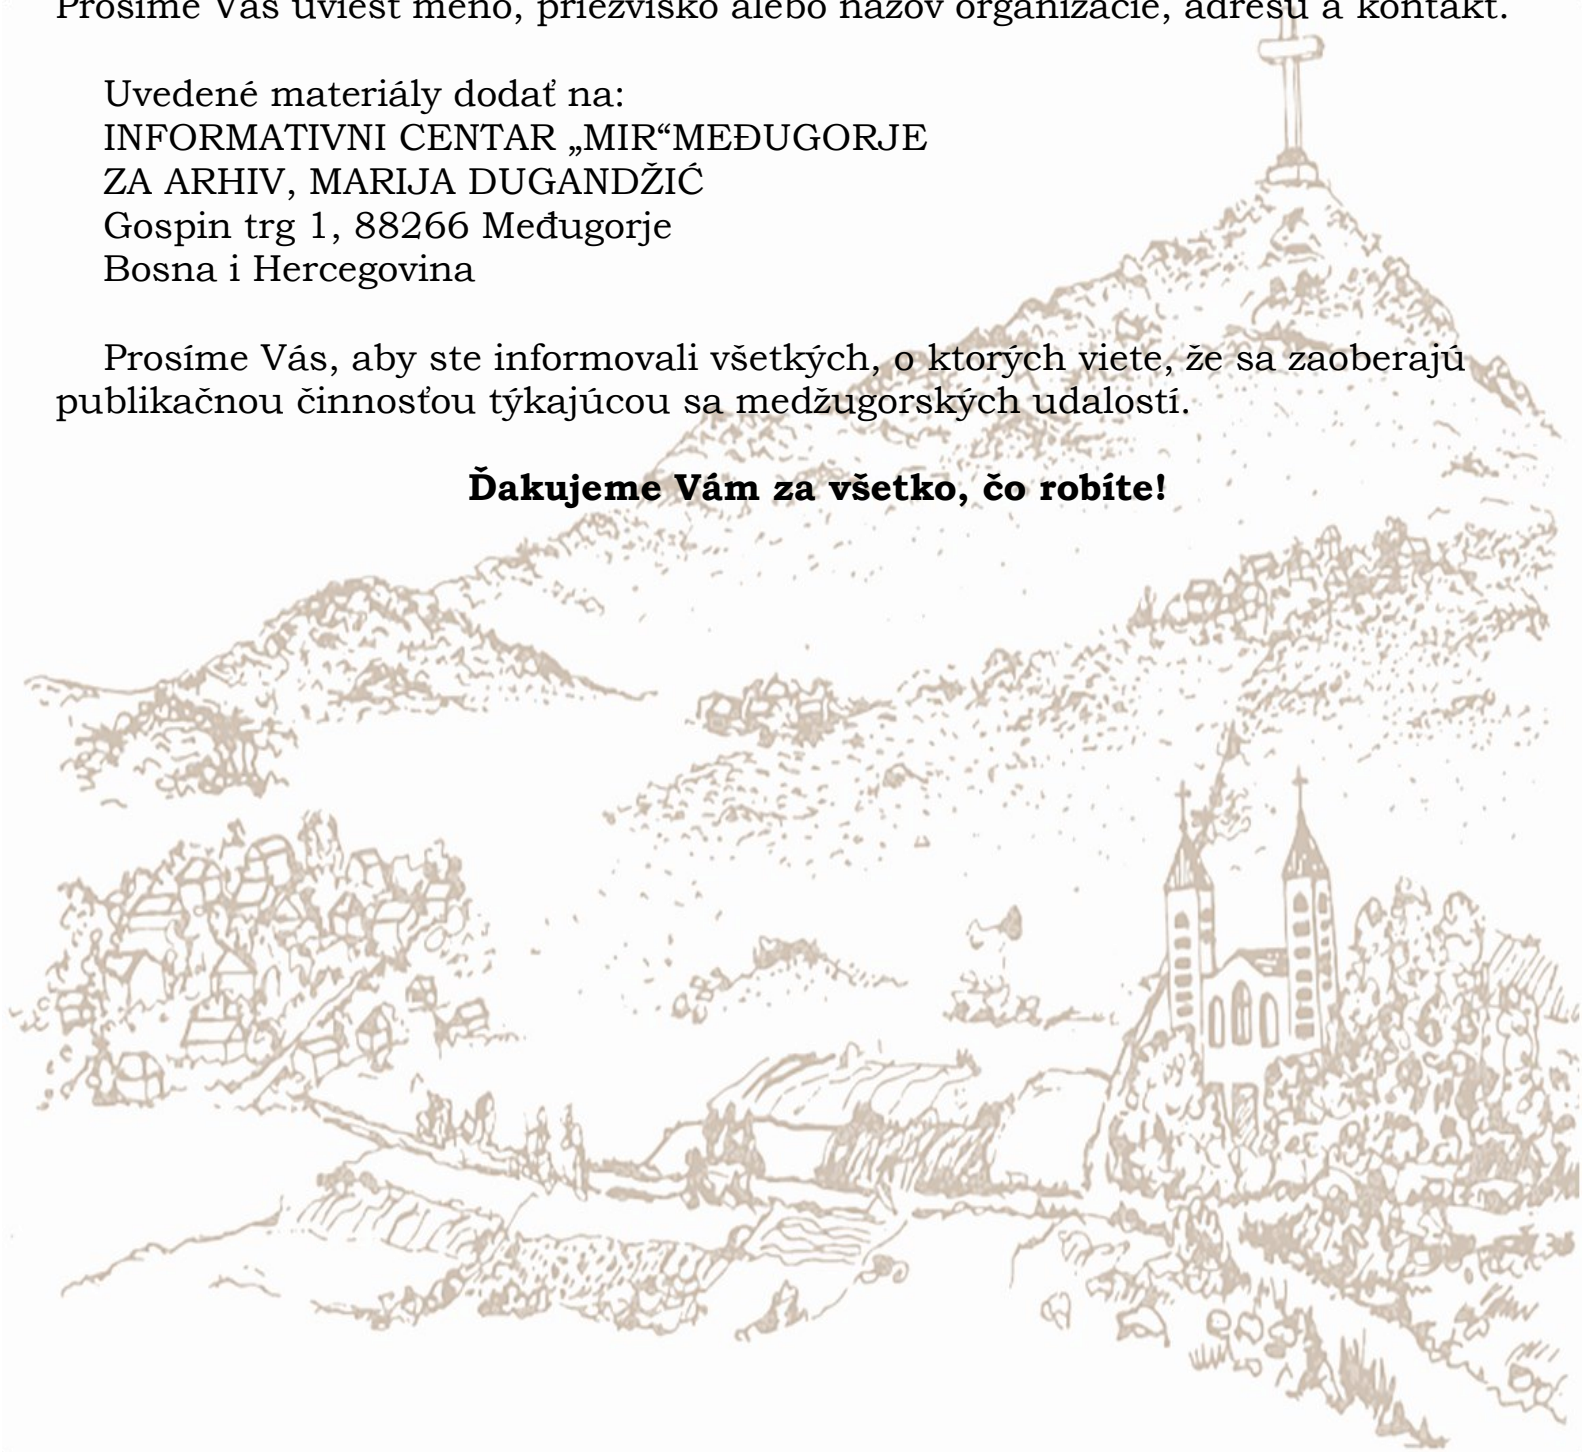 Prosíme Vás uviesť meno, priezvisko alebo názov organizácie, adresu a kontakt.
Uvedené materiály dodať na:
INFORMATIVNI CENTAR „MIR“MEĐUGORJE
ZA ARHIV, MARIJA DUGANDŽIĆ
Gospin trg 1, 88266 Međugorje
Bosna i Hercegovina
Prosíme Vás, aby ste informovali všetkých, o ktorých viete, že sa zaoberajú
publikačnou činnosťou týkajúcou sa medžugorských udalostí.
Ďakujeme Vám za všetko, čo robíte!